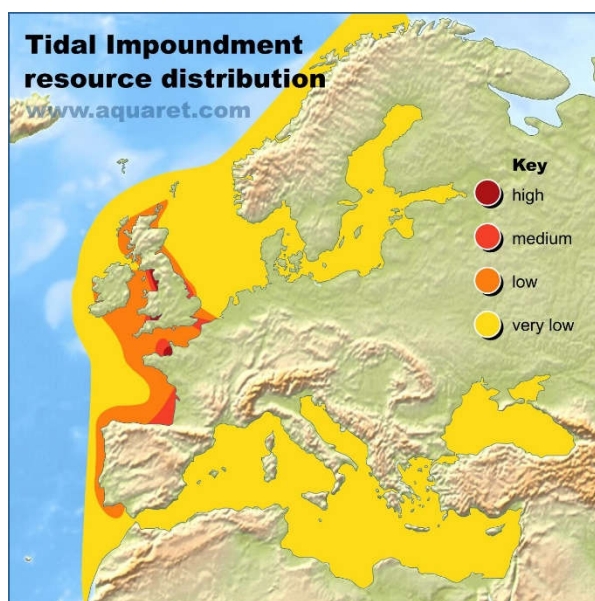 Tidal Impoundment
resource distribution
www.aquaret.com
Key
high
medium
low
very low